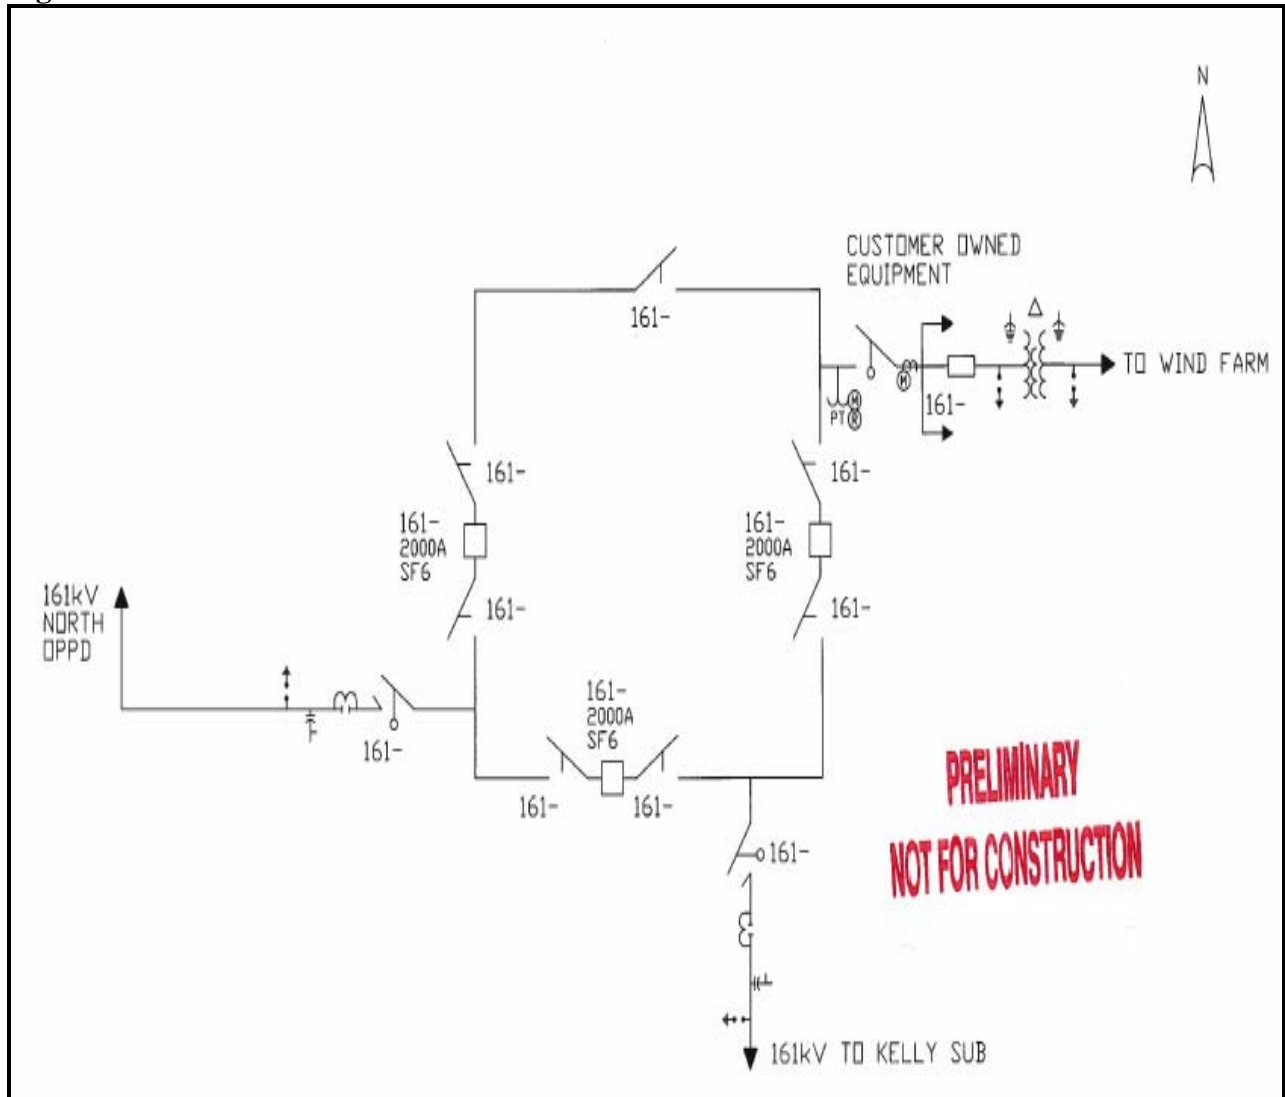 N
CUSTOMER OWNED
EQUIPMENT
161-
TO WIND FARM
M
M
R
PT
161-
161-
161-
161-
2000A
SF6
161-
2000A
SF6
161-
161-
161kV
NORTH
OPPD
161-
2000A
SF6
161-
161-
161-
PRELIMINARY
NOT FOR CONSTRUCTION
161-
161kV TO KELLY SUB